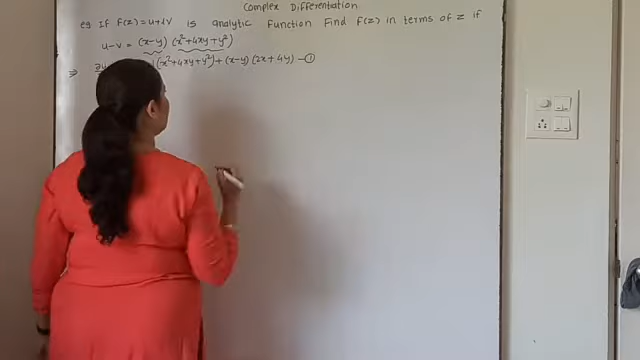 Complex Differentation
eg If F(z)=u+iv is analytic Function Find F(z) in terms of z if
u-v = (x-y) (x²+4xy+y²)
⇒ (x²+4xy+y²)+(x-y)(2x+4y) —①